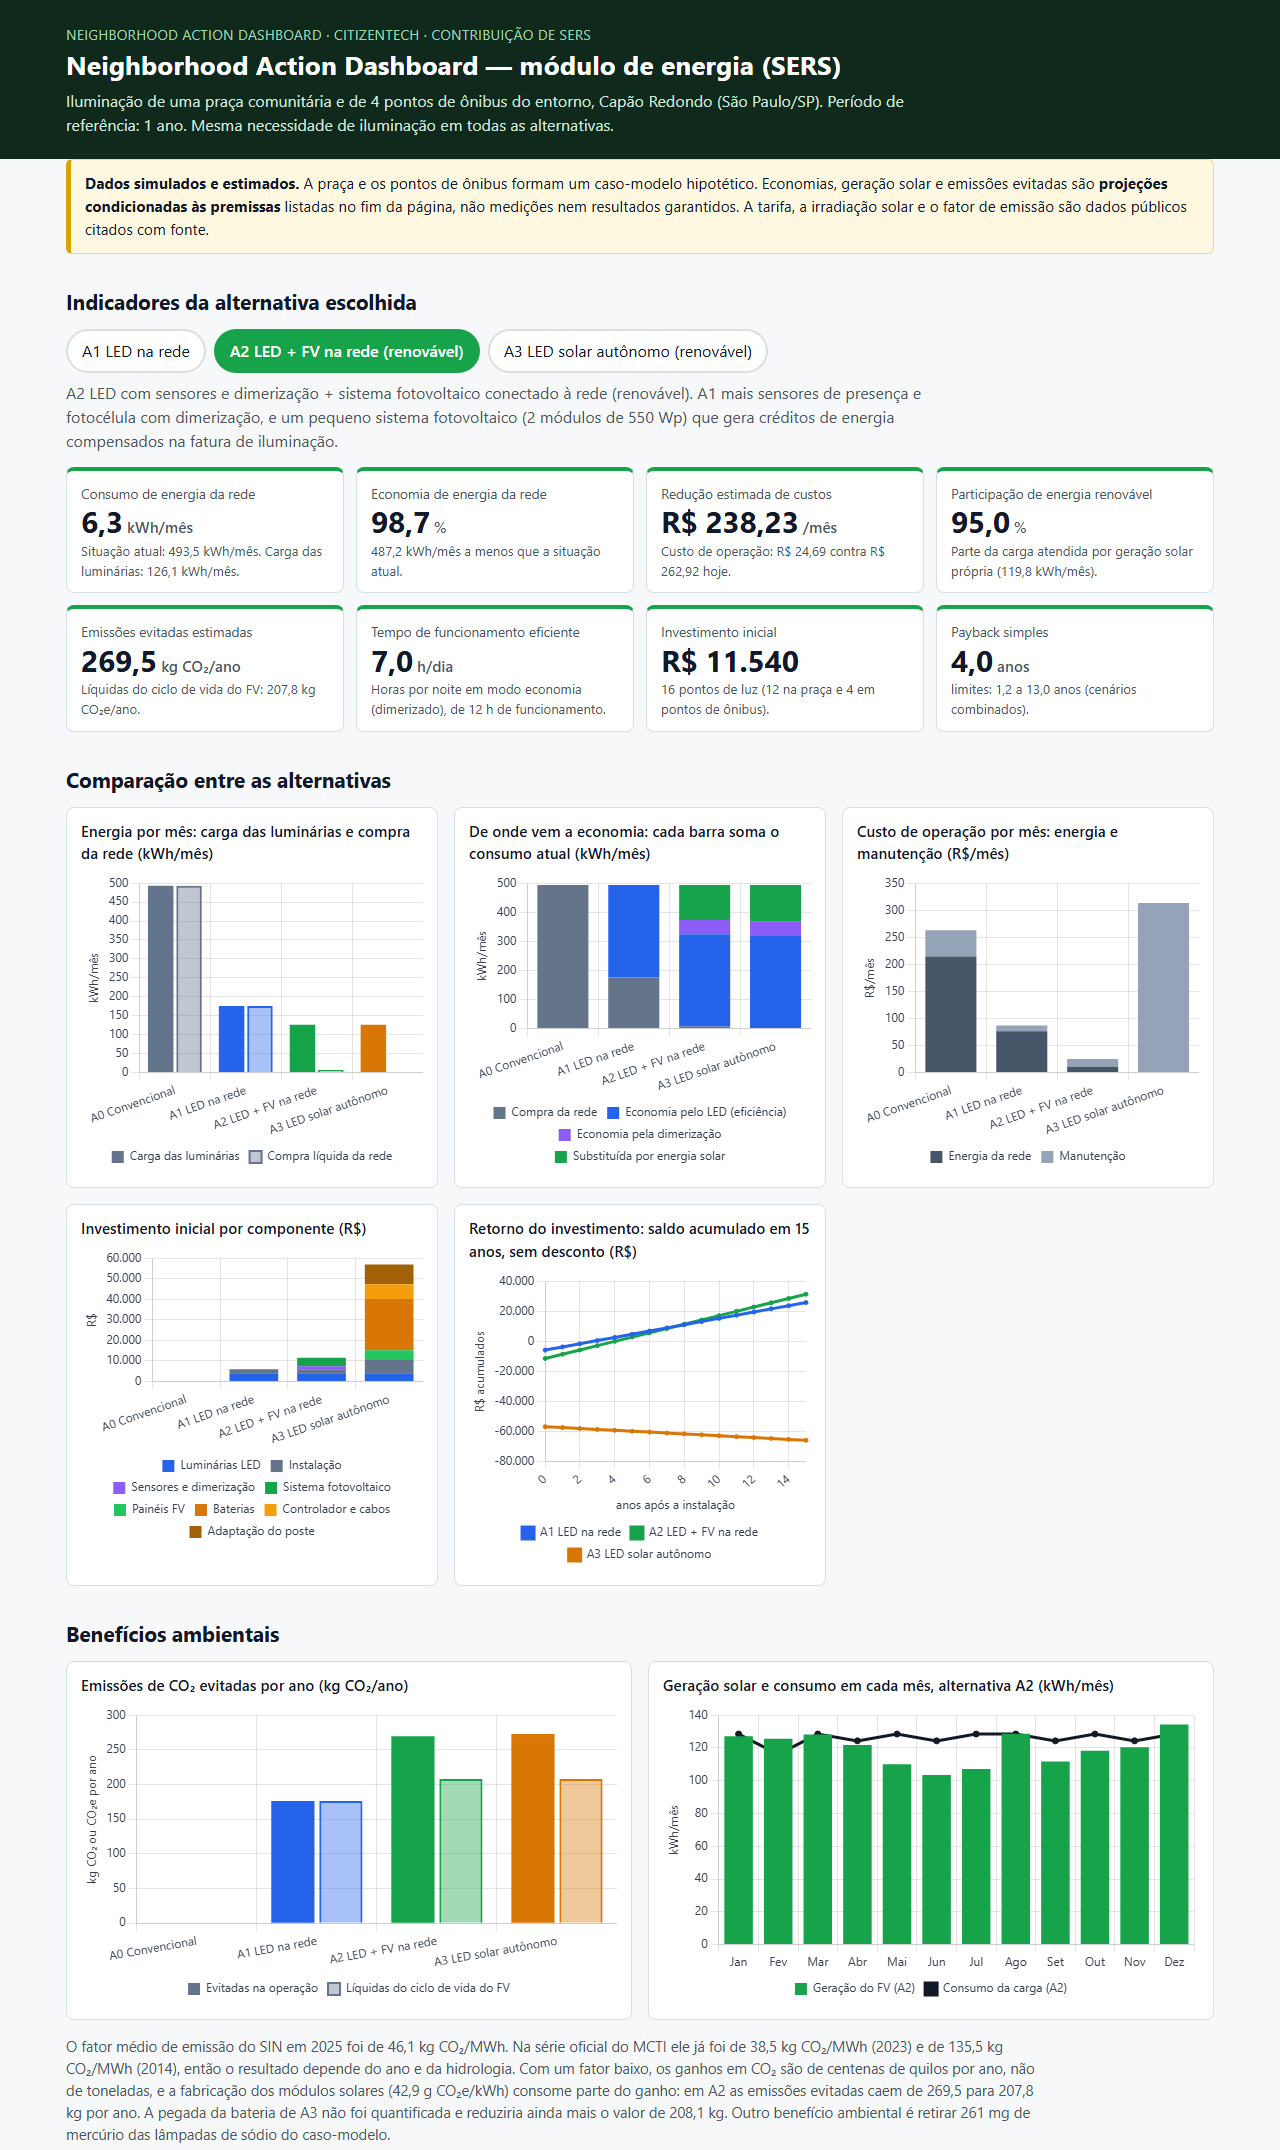 NEIGHBORHOOD ACTION DASHBOARD · CITIZENTECH · CONTRIBUIÇÃO DE SERS
Neighborhood Action Dashboard — módulo de energia (SERS)
Iluminação de uma praça comunitária e de 4 pontos de ônibus do entorno, Capão Redondo (São Paulo/SP). Período de
referência: 1 ano. Mesma necessidade de iluminação em todas as alternativas.
Dados simulados e estimados. A praça e os pontos de ônibus formam um caso-modelo hipotético. Economias, geração solar e emissões evitadas são projeções
condicionadas às premissas listadas no fim da página, não medições nem resultados garantidos. A tarifa, a irradiação solar e o fator de emissão são dados públicos
citados com fonte.
Indicadores da alternativa escolhida
A1 LED na rede
A2 LED + FV na rede (renovável)
A3 LED solar autônomo (renovável)
A2 LED com sensores e dimerização + sistema fotovoltaico conectado à rede (renovável). A1 mais sensores de presença e
fotocélula com dimerização, e um pequeno sistema fotovoltaico (2 módulos de 550 Wp) que gera créditos de energia
compensados na fatura de iluminação.
Consumo de energia da rede
6,3 kWh/mês
Situação atual: 493,5 kWh/mês. Carga das
luminárias: 126,1 kWh/mês.
Economia de energia da rede
98,7 %
487,2 kWh/mês a menos que a situação
atual.
Redução estimada de custos
R$ 238,23 /mês
Custo de operação: R$ 24,69 contra R$
262,92 hoje.
Participação de energia renovável
95,0 %
Parte da carga atendida por geração solar
própria (119,8 kWh/mês).
Emissões evitadas estimadas
269,5 kg CO₂/ano
Líquidas do ciclo de vida do FV: 207,8 kg
CO₂e/ano.
Tempo de funcionamento eficiente
7,0 h/dia
Horas por noite em modo economia
(dimerizado), de 12 h de funcionamento.
Investimento inicial
R$ 11.540
16 pontos de luz (12 na praça e 4 em
pontos de ônibus).
Payback simples
4,0 anos
limites: 1,2 a 13,0 anos (cenários
combinados).
Comparação entre as alternativas
Energia por mês: carga das luminárias e compra
da rede (kWh/mês)
500
450
400
350
300
250
200
150
100
50
0
kWh/mês
A0 Convencional
A1 LED na rede
A2 LED + FV na rede
A3 LED solar autônomo
Carga das luminárias
Compra líquida da rede
De onde vem a economia: cada barra soma o
consumo atual (kWh/mês)
500
400
300
200
100
0
kWh/mês
A0 Convencional
A1 LED na rede
A2 LED + FV na rede
A3 LED solar autônomo
Compra da rede
Economia pelo LED (eficiência)
Economia pela dimerização
Substituída por energia solar
Custo de operação por mês: energia e
manutenção (R$/mês)
350
300
250
200
150
100
50
0
R$/mês
A0 Convencional
A1 LED na rede
A2 LED + FV na rede
A3 LED solar autônomo
Energia da rede
Manutenção
Investimento inicial por componente (R$)
60.000
50.000
40.000
30.000
20.000
10.000
0
R$
A0 Convencional
A1 LED na rede
A2 LED + FV na rede
A3 LED solar autônomo
Luminárias LED
Instalação
Sensores e dimerização
Sistema fotovoltaico
Painéis FV
Baterias
Controlador e cabos
Adaptação do poste
Retorno do investimento: saldo acumulado em 15
anos, sem desconto (R$)
40.000
20.000
0
-20.000
-40.000
-60.000
-80.000
R$ acumulados
0 2 4 6 8 10 12 14
anos após a instalação
A1 LED na rede
A2 LED + FV na rede
A3 LED solar autônomo
Benefícios ambientais
Emissões de CO₂ evitadas por ano (kg CO₂/ano)
300
250
200
150
100
50
0
kg CO₂ ou CO₂e por ano
A0 Convencional
A1 LED na rede
A2 LED + FV na rede
A3 LED solar autônomo
Evitadas na operação
Líquidas do ciclo de vida do FV
Geração solar e consumo em cada mês, alternativa A2 (kWh/mês)
140
120
100
80
60
40
20
0
kWh/mês
Jan Fev Mar Abr Mai Jun Jul Ago Set Out Nov Dez
Geração do FV (A2)
Consumo da carga (A2)
O fator médio de emissão do SIN em 2025 foi de 46,1 kg CO₂/MWh. Na série oficial do MCTI ele já foi de 38,5 kg CO₂/MWh (2023) e de 135,5 kg
CO₂/MWh (2014), então o resultado depende do ano e da hidrologia. Com um fator baixo, os ganhos em CO₂ são de centenas de quilos por ano, não
de toneladas, e a fabricação dos módulos solares (42,9 g CO₂e/kWh) consome parte do ganho: em A2 as emissões evitadas caem de 269,5 para 207,8
kg por ano. A pegada da bateria de A3 não foi quantificada e reduziria ainda mais o valor de 208,1 kg. Outro benefício ambiental é retirar 261 mg de
mercúrio das lâmpadas de sódio do caso-modelo.